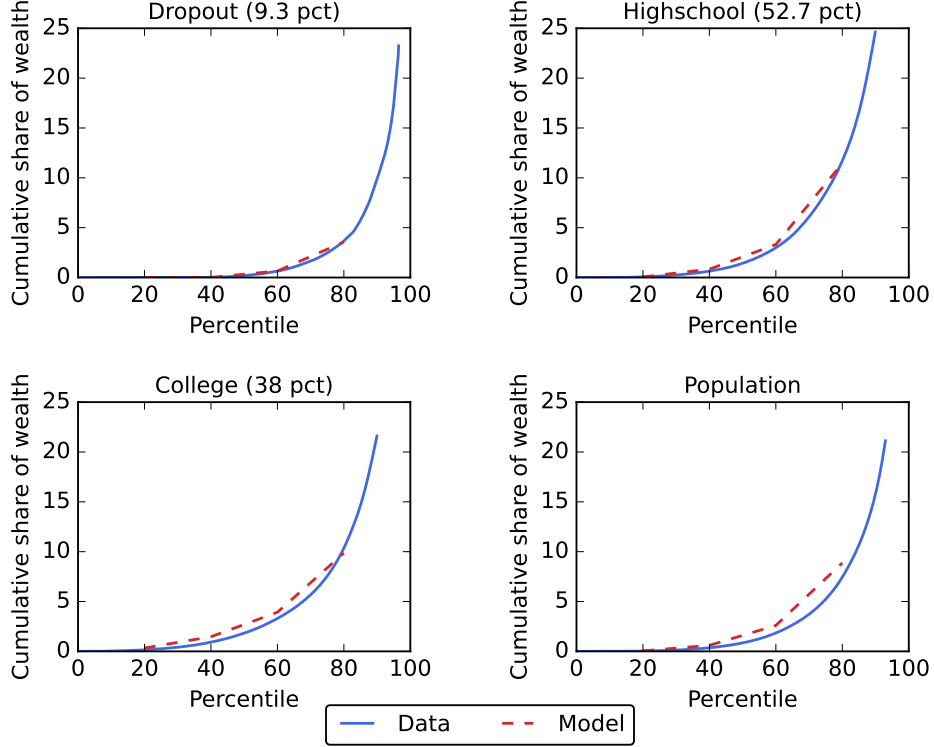 Dropout (9.3 pct)
Cumulative share of wealth
25
20
15
10
5
0
0 20 40 60 80 100
Percentile
Highschool (52.7 pct)
Cumulative share of wealth
25
20
15
10
5
0
0 20 40 60 80 100
Percentile
College (38 pct)
Cumulative share of wealth
25
20
15
10
5
0
0 20 40 60 80 100
Percentile
Population
Cumulative share of wealth
25
20
15
10
5
0
0 20 40 60 80 100
Percentile
Data Model